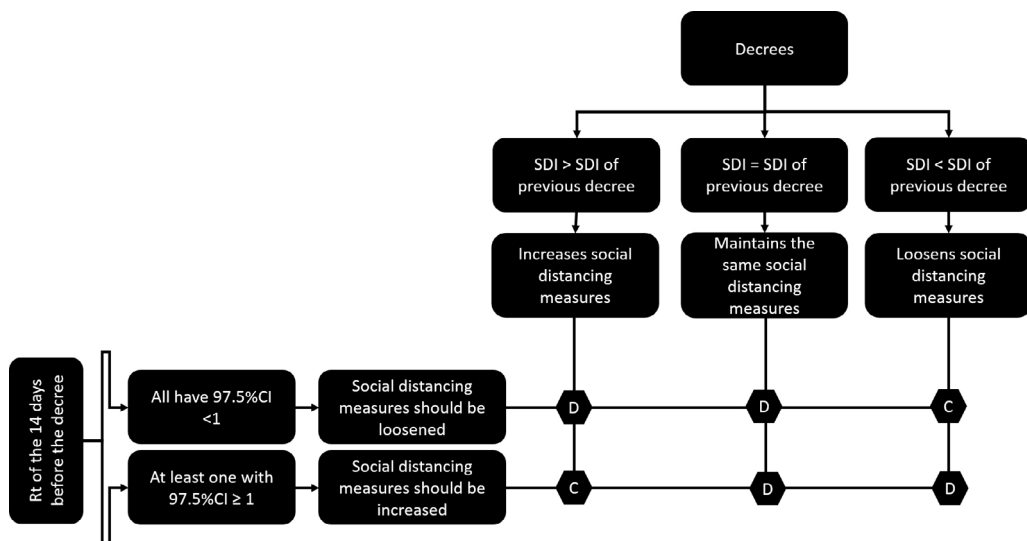 Decrees
SDI > SDI of
previous decree
SDI = SDI of
previous decree
SDI < SDI of
previous decree
Increases social
distancing
measures
Maintains the
same social
distancing
measures
Loosens social
distancing
measures
Rt of the 14 days
before the decree
All have 97.5%CI
<1
Social distancing
measures should be
loosened
D
D
C
At least one with
97.5%CI ≥ 1
Social distancing
measures should be
increased
C
D
D